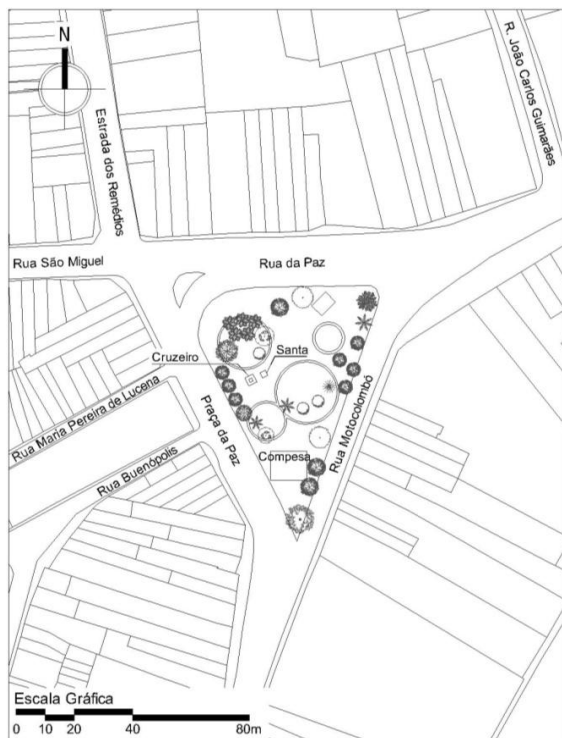 N
R. João Carlos Guimarães
Estrada dos Remédios
Rua São Miguel
Rua da Paz
Cruzeiro
Santa
Rua Maria Pereira de Lucena
Praça da Paz
Rua Motocolombó
Compesa
Rua Buenópolis
Escala Gráfica
0 10 20 40 80m